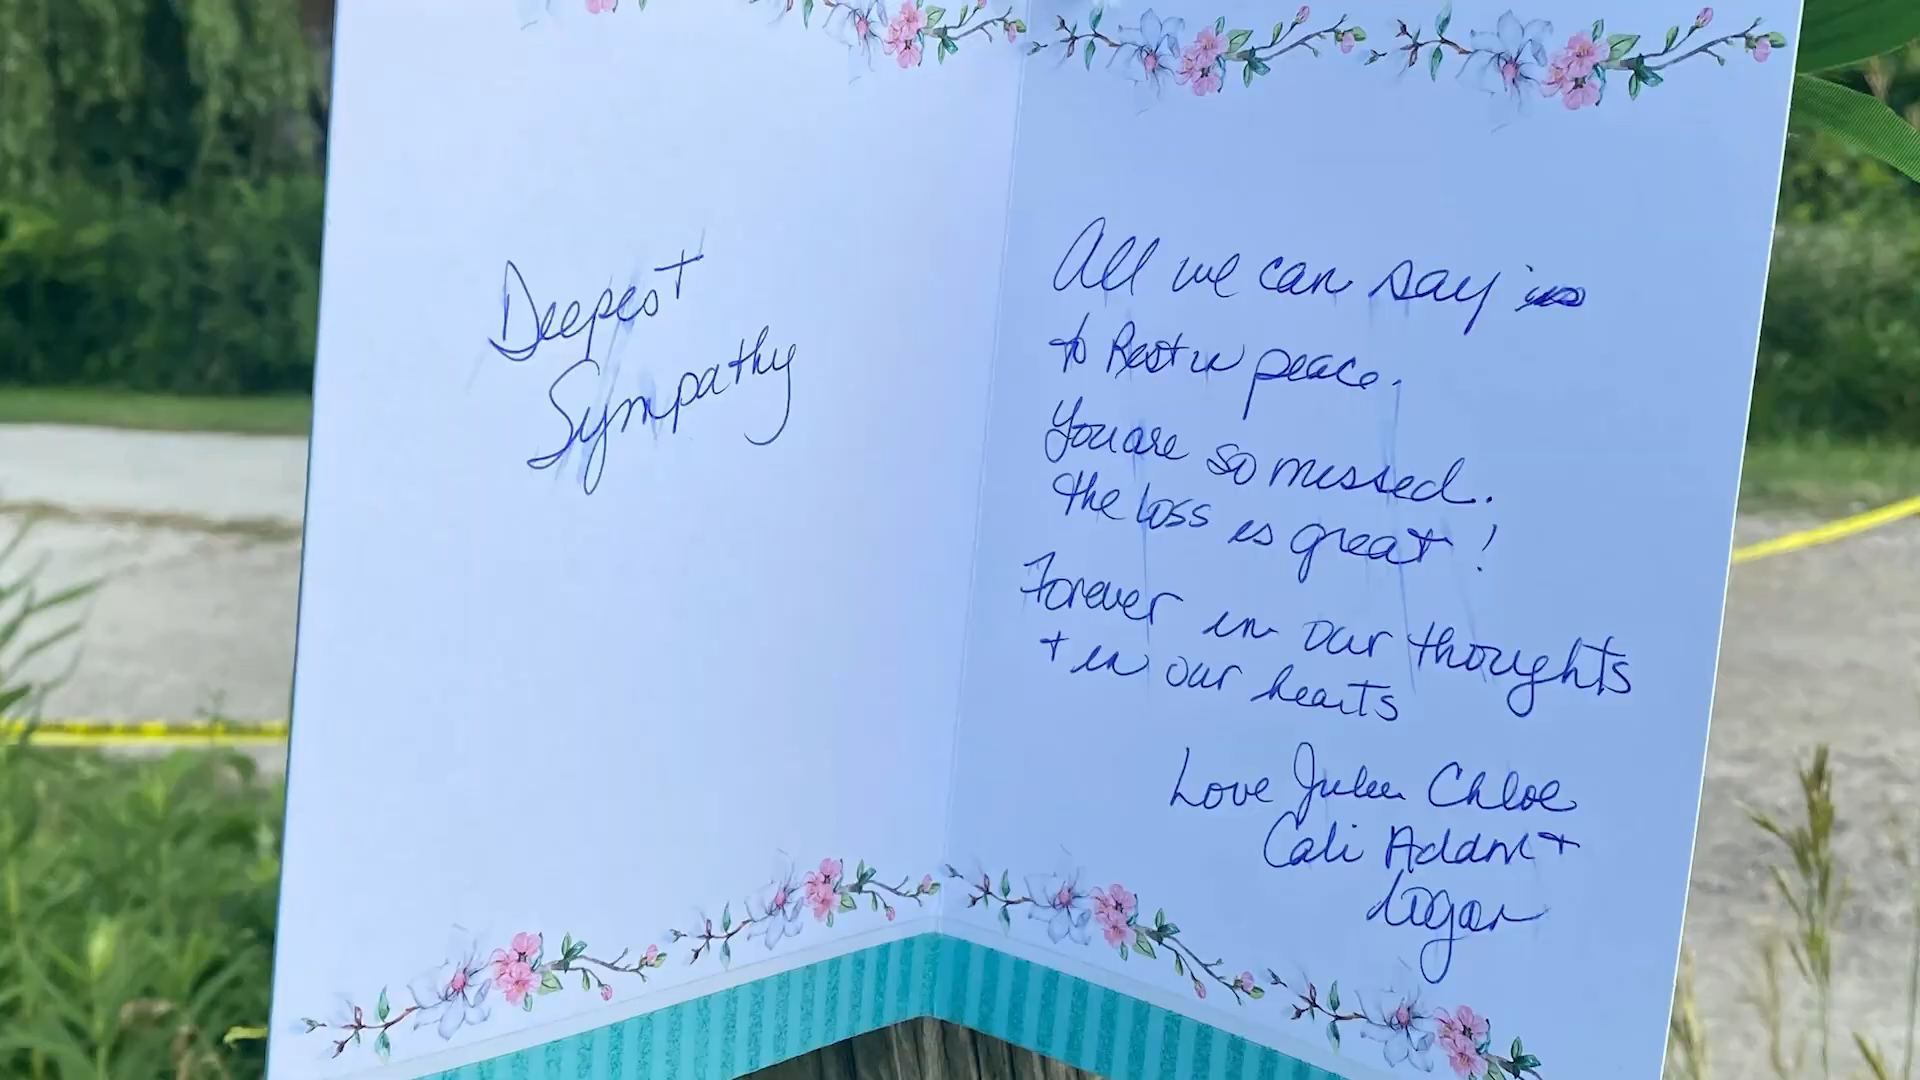 Deepest
Sympathy
All we can say is
to Rest in peace.
You are so missed.
the loss is great!
Forever in our thoughts
+ in our hearts
Love Julee Chloe
Cali Adam +
Logan